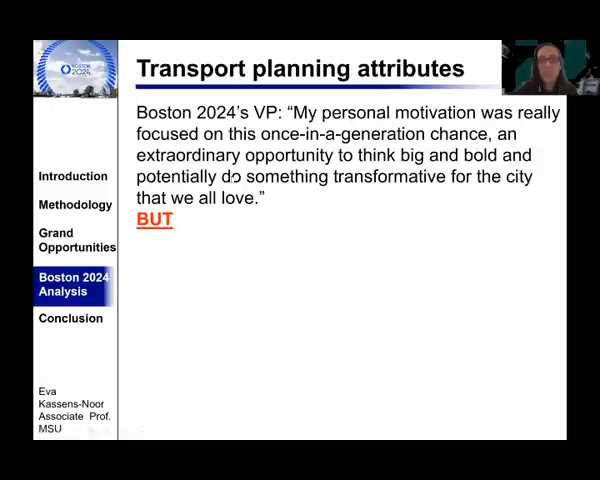 BOSTON
2024
Transport planning attributes
Boston 2024's VP: “My personal motivation was really
focused on this once-in-a-generation chance, an
extraordinary opportunity to think big and bold and
potentially do something transformative for the city
that we all love.”
BUT
Introduction
Methodology
Grand
Opportunities
Boston 2024
Analysis
Conclusion
Eva
Kassens-Noor
Associate Prof.
MSU